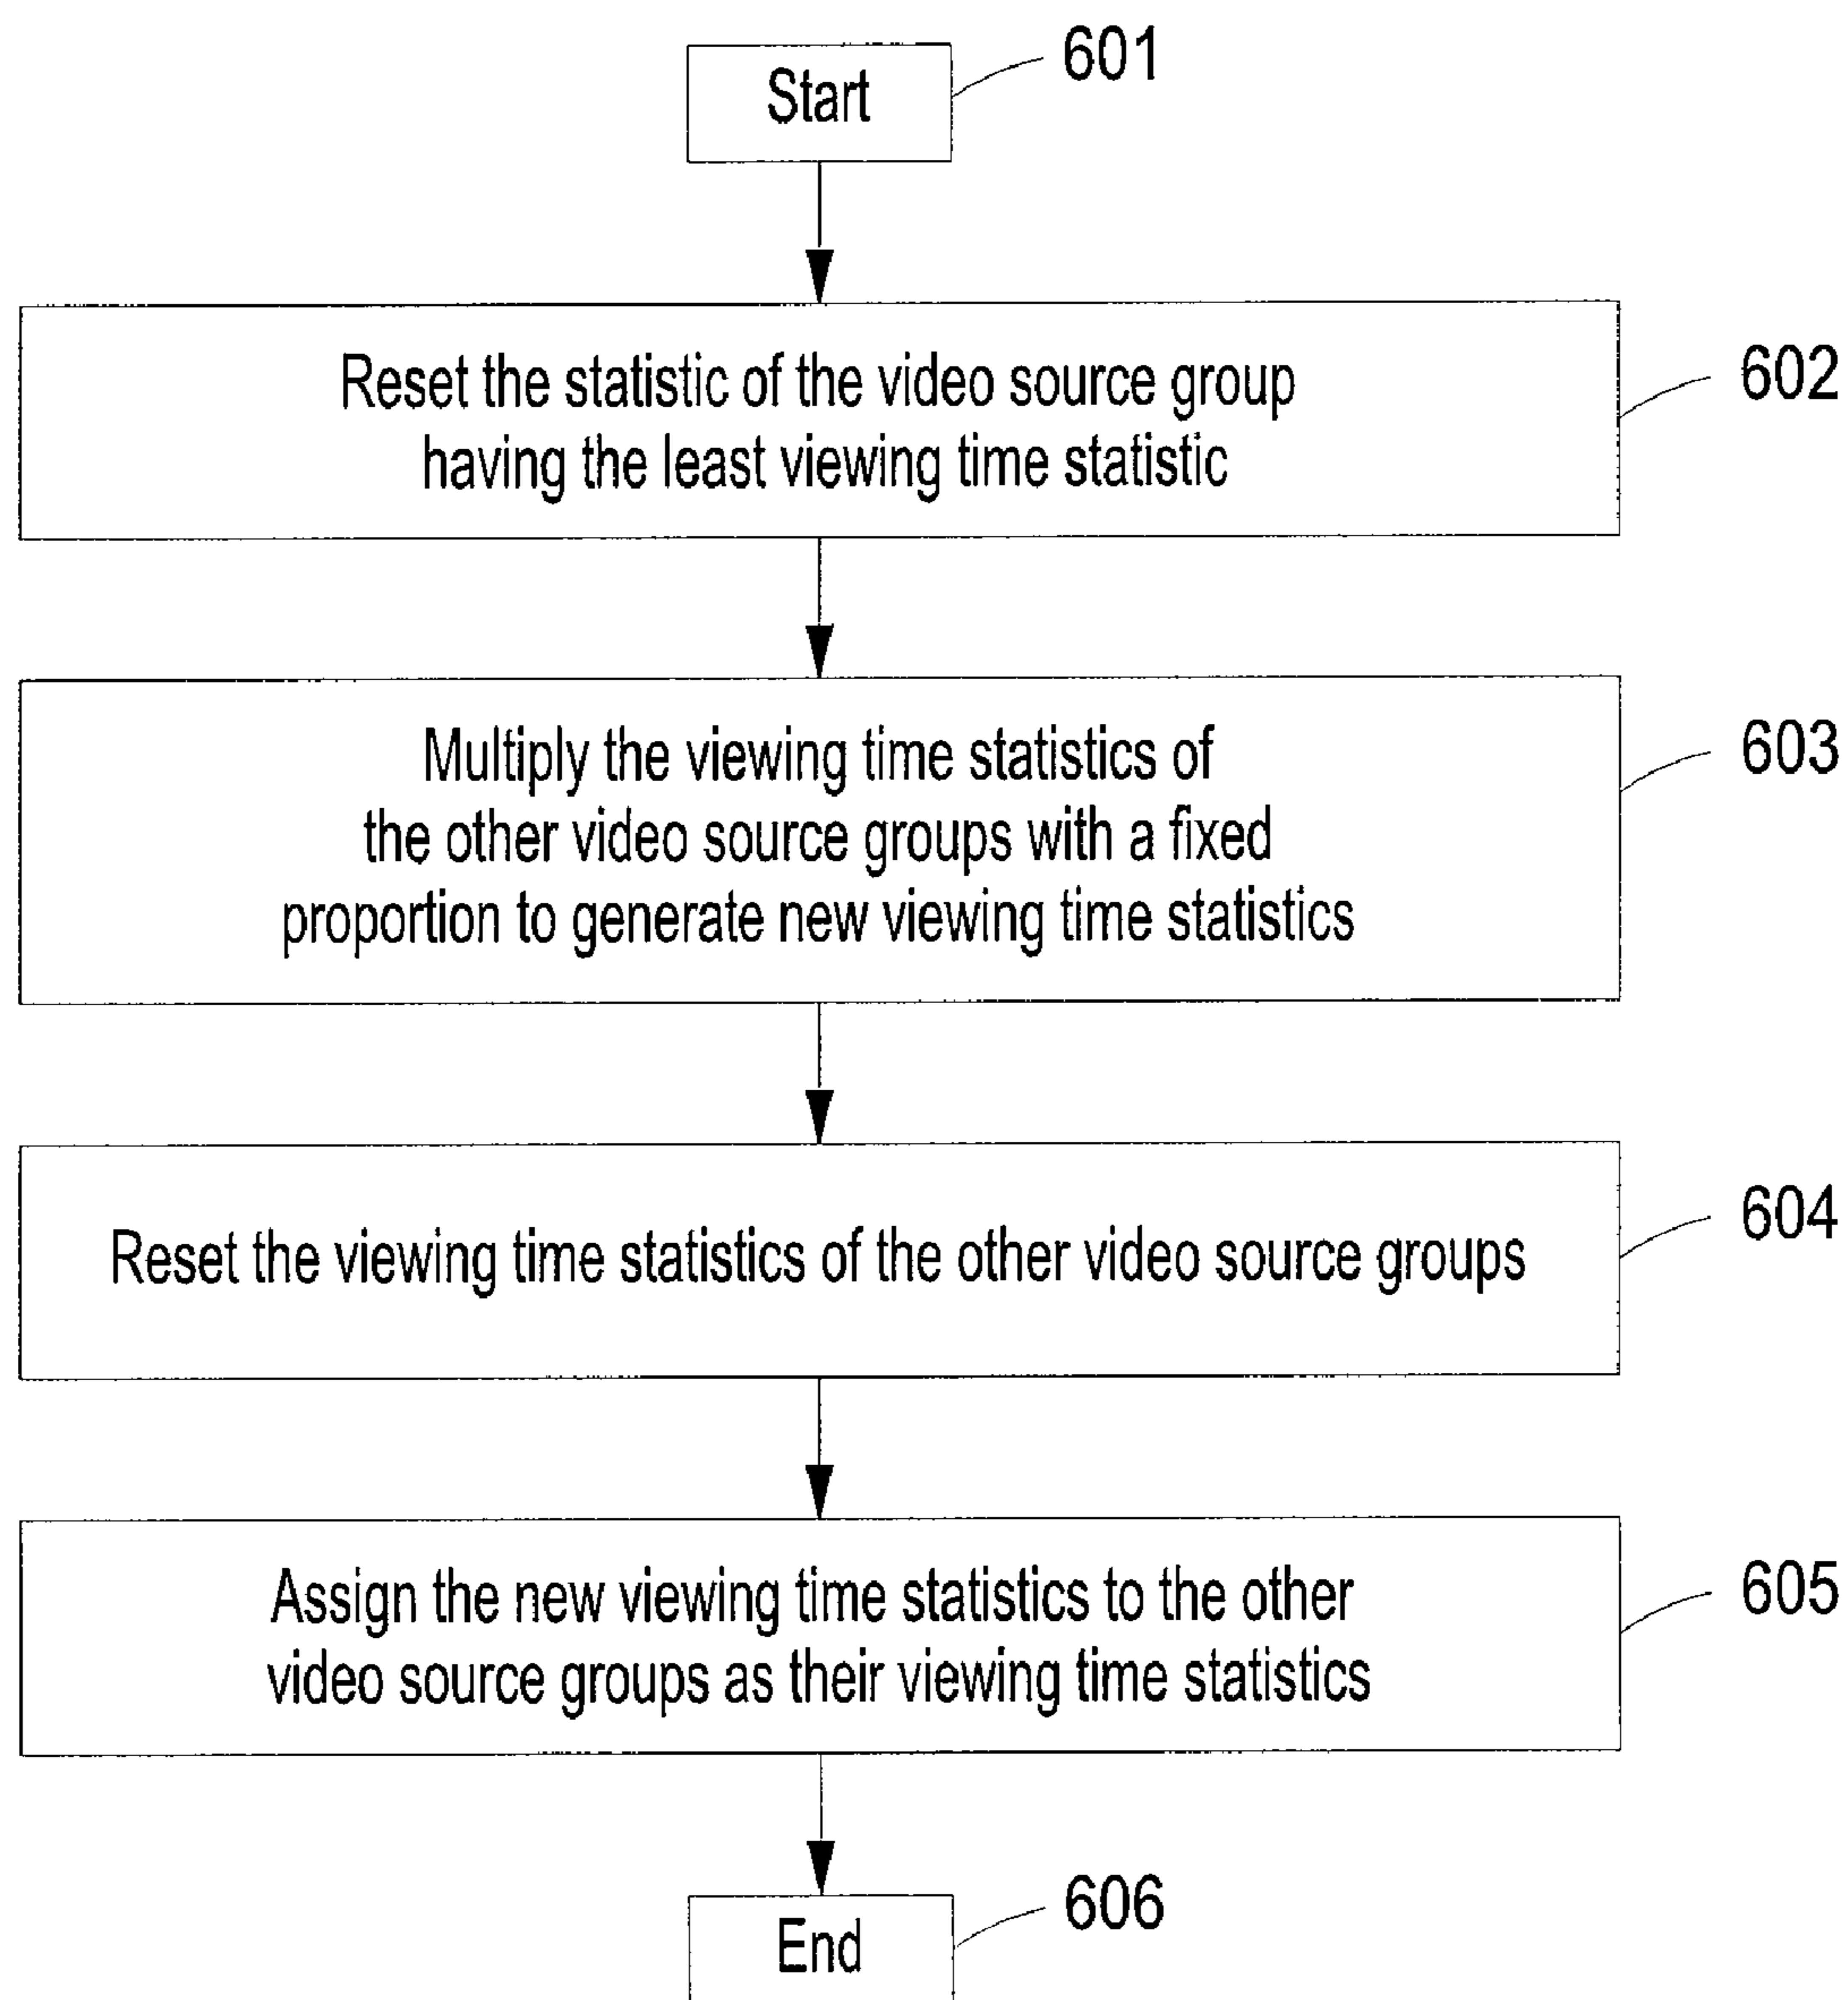 Start
601
Reset the statistic of the video source group
having the least viewing time statistic
602
Multiply the viewing time statistics of
the other video source groups with a fixed
proportion to generate new viewing time statistics
603
Reset the viewing time statistics of the other video source groups
604
Assign the new viewing time statistics to the other
video source groups as their viewing time statistics
605
End
606